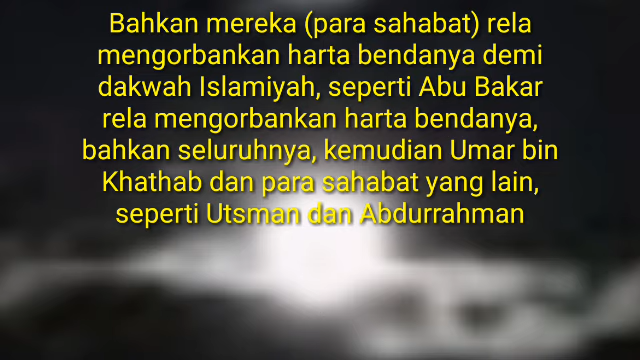 Bahkan mereka (para sahabat) rela
mengorbankan harta bendanya demi
dakwah Islamiyah, seperti Abu Bakar
rela mengorbankan harta bendanya,
bahkan seluruhnya, kemudian Umar bin
Khathab dan para sahabat yang lain,
seperti Utsman dan Abdurrahman